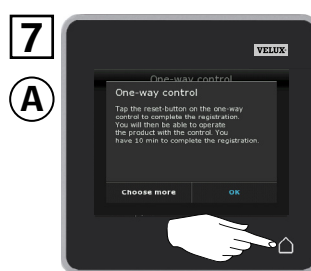 7
A
VELUX
One-way control
One-way control
Tap the reset-button on the one-way
control to complete the registration.
You will then be able to operate
the product with the control. You
have 10 min to complete the registration.
Choose more OK